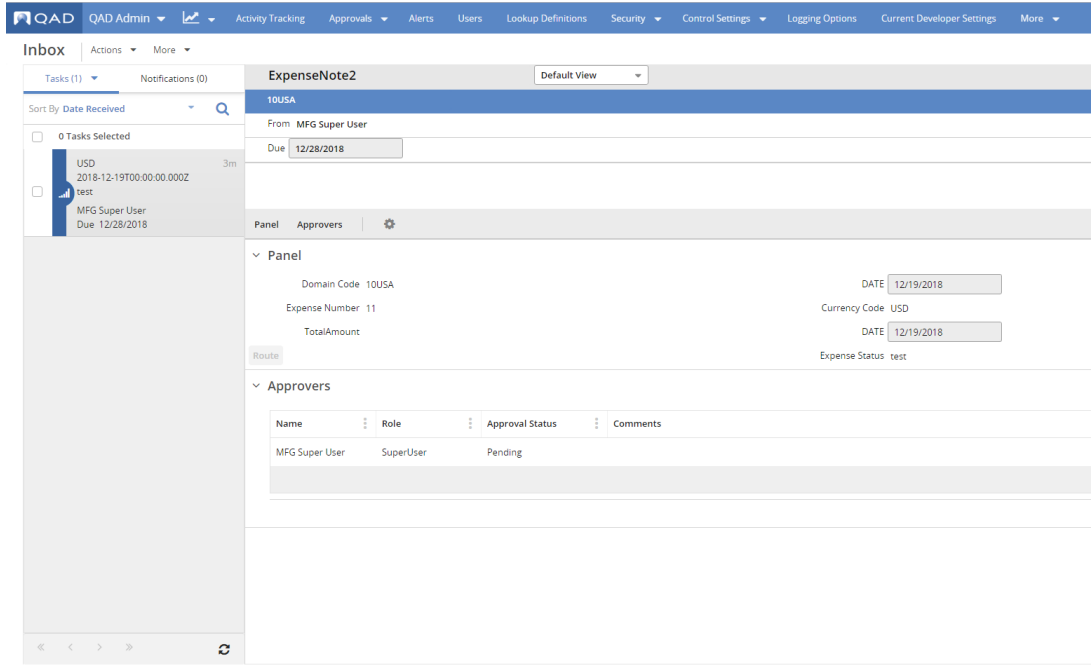 QAD QAD Admin Activity Tracking Approvals Alerts Users Lookup Definitions Security Control Settings Logging Options Current Developer Settings More
Inbox Actions More
Tasks (1) Notifications (0)
Sort By Date Received
0 Tasks Selected
USD 3m
2018-12-19T00:00:00.000Z
test
MFG Super User
Due 12/28/2018
ExpenseNote2 Default View
10USA
From MFG Super User
Due 12/28/2018
Panel Approvers
Panel
Domain Code 10USA DATE 12/19/2018
Expense Number 11 Currency Code USD
TotalAmount DATE 12/19/2018
Route Expense Status test
Approvers
Name Role Approval Status Comments
MFG Super User SuperUser Pending